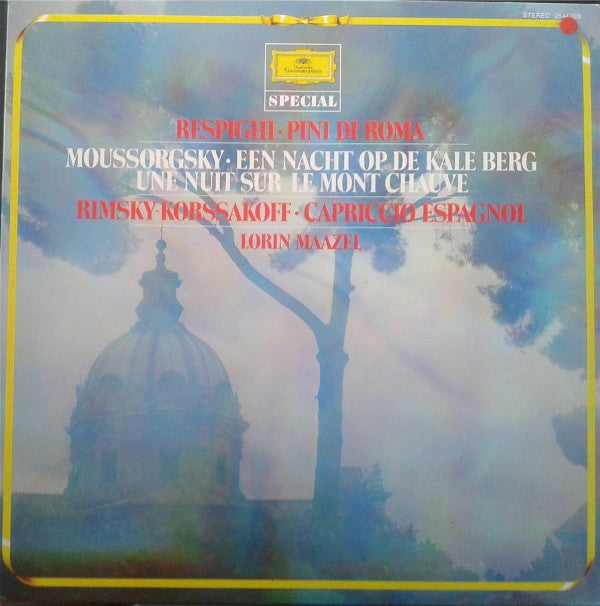 STEREO
Deutsche
Grammophon
SPECIAL
RESPIGHI · PINI DI ROMA
MOUSSORGSKY · EEN NACHT OP DE KALE BERG
UNE NUIT SUR LE MONT CHAUVE
RIMSKY-KORSSAKOFF · CAPRICCIO ESPAGNOL
LORIN MAAZEL